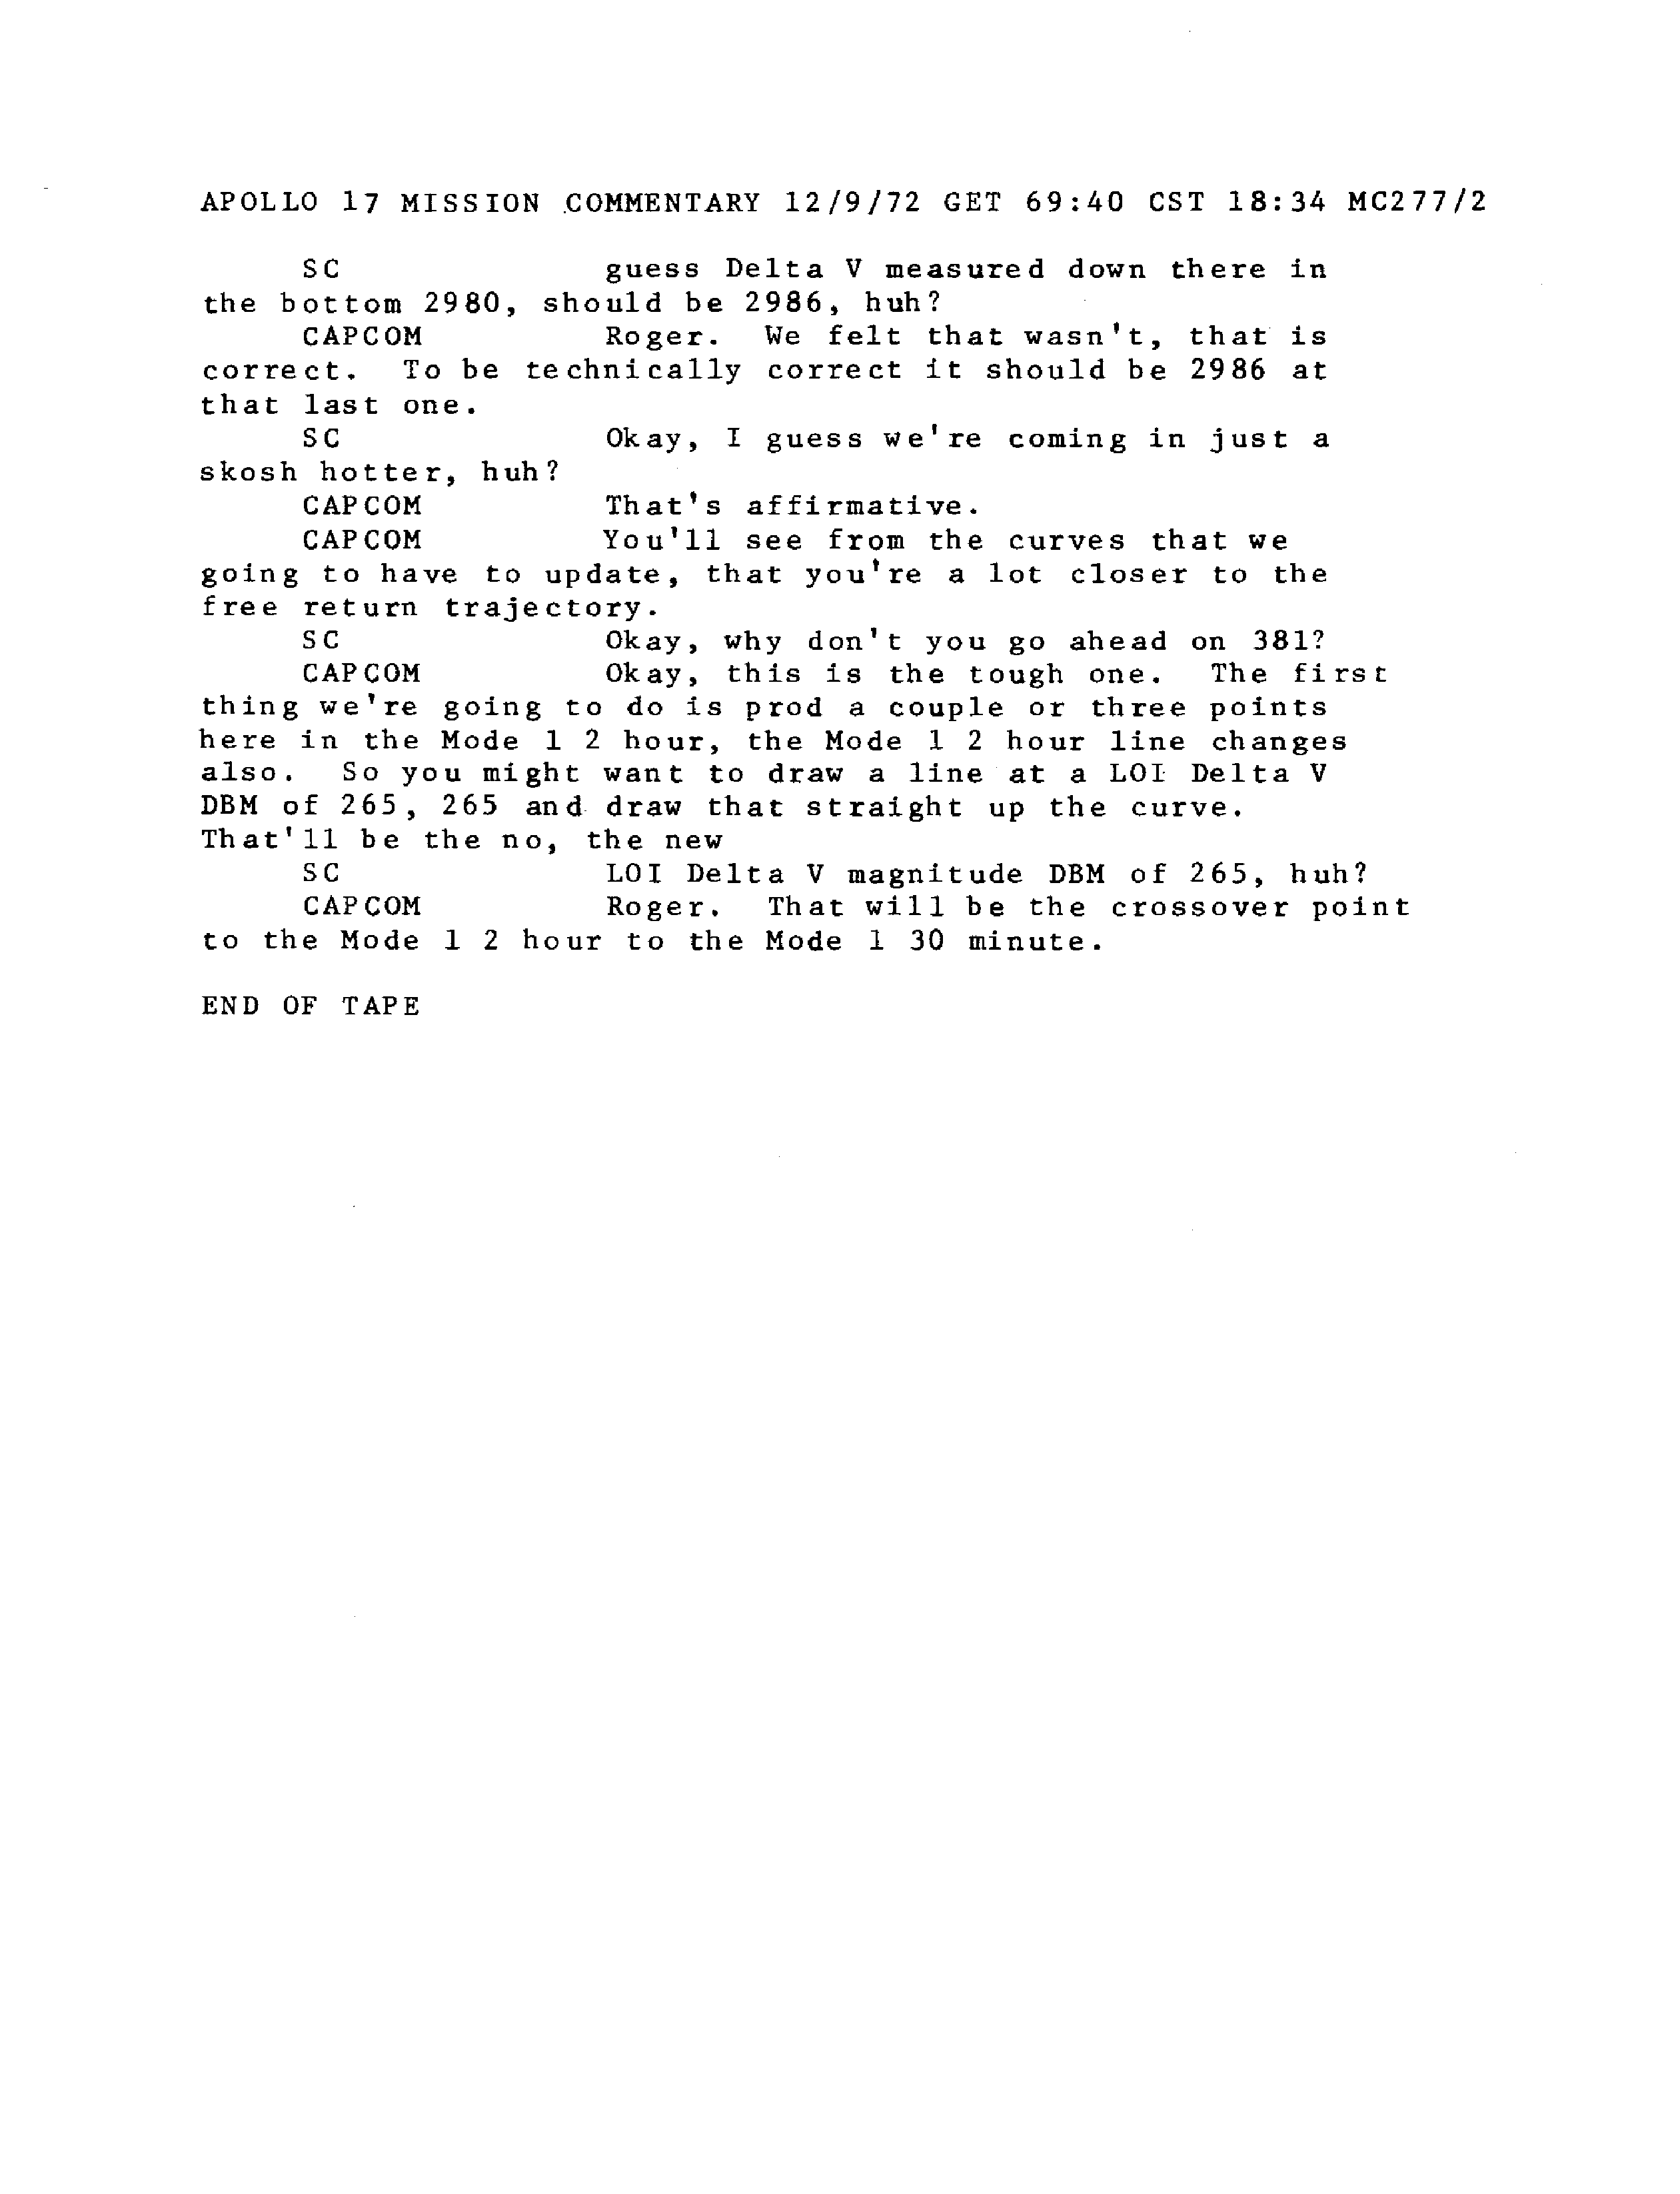 APOLLO 17 MISSION COMMENTARY 12/9/72 GET 69:40 CST 18:34 MC277/2
SC guess Delta V measured down there in
the bottom 2980, should be 2986, huh?
CAPCOM Roger. We felt that wasn't, that is
correct. To be technically correct it should be 2986 at
that last one.
SC Okay, I guess we're coming in just a
skosh hotter, huh?
CAPCOM That's affirmative.
CAPCOM You'll see from the curves that we
going to have to update, that you're a lot closer to the
free return trajectory.
SC Okay, why don't you go ahead on 381?
CAPCOM Okay, this is the tough one. The first
thing we're going to do is prod a couple or three points
here in the Mode 1 2 hour, the Mode 1 2 hour line changes
also. So you might want to draw a line at a LOI Delta V
DBM of 265, 265 and draw that straight up the curve.
That'll be the no, the new
SC LOI Delta V magnitude DBM of 265, huh?
CAPCOM Roger. That will be the crossover point
to the Mode 1 2 hour to the Mode 1 30 minute.
END OF TAPE